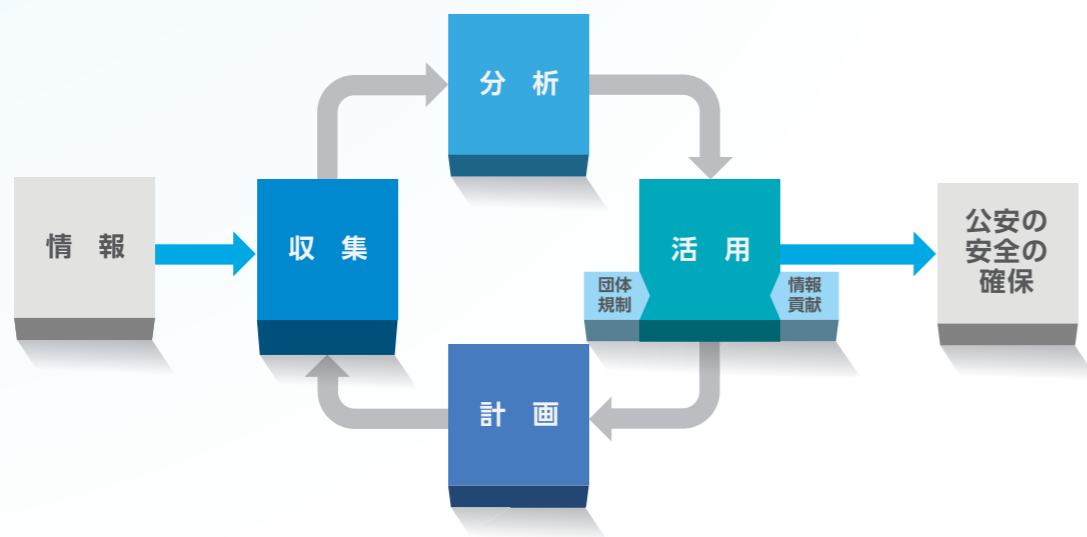 分　析
情　報
収　集
活　用
団体
規制
情報
貢献
公安の
安全の
確保
計　画